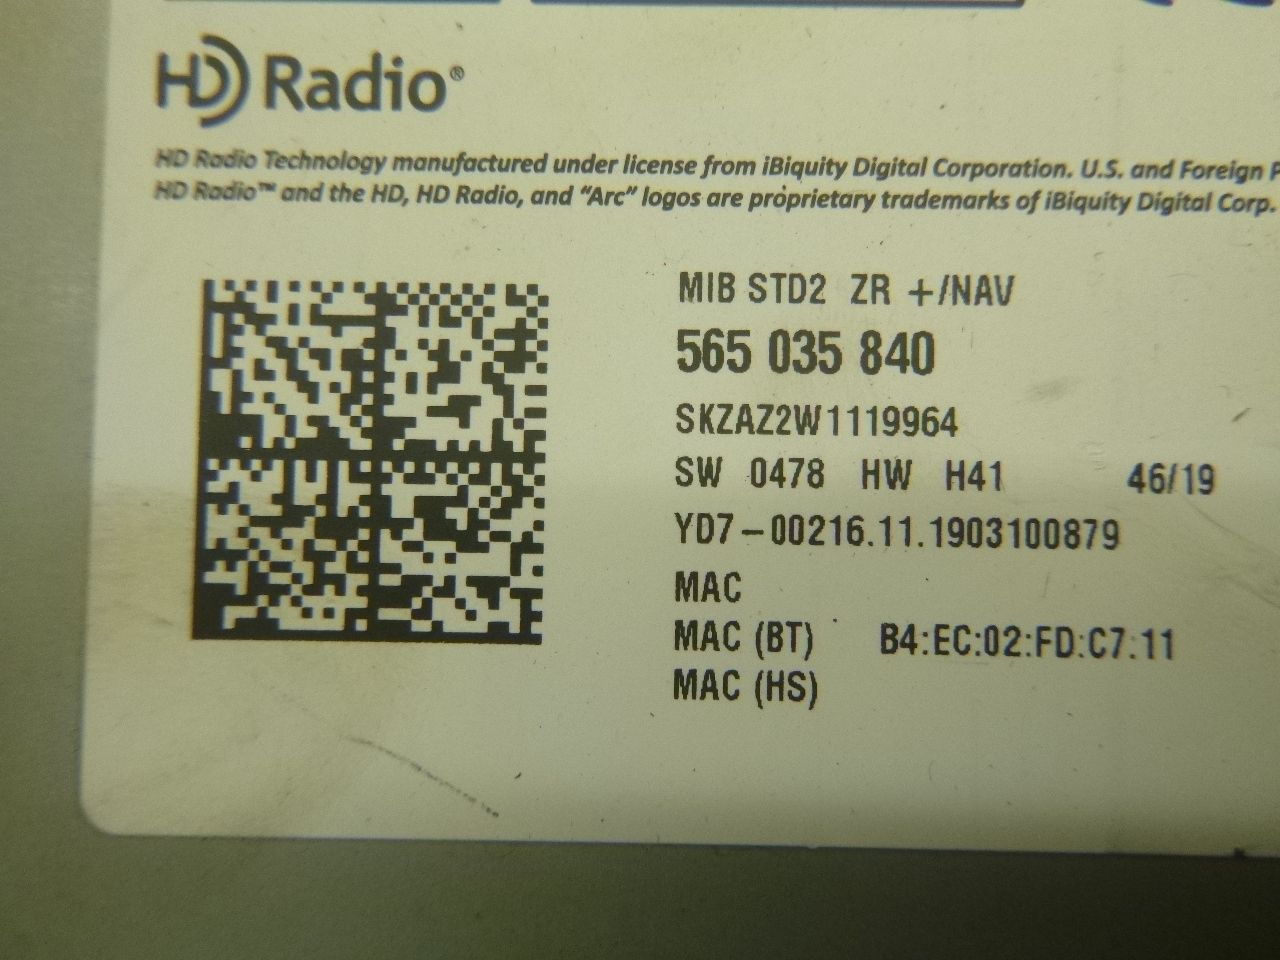 HD Radio®
HD Radio Technology manufactured under license from iBiquity Digital Corporation. U.S. and Foreign P
HD Radio™ and the HD, HD Radio, and “Arc” logos are proprietary trademarks of iBiquity Digital Corp.
MIB STD2 ZR +/NAV
565 035 840
SKZAZ2W1119964
SW 0478 HW H41 46/19
YD7-00216.11.1903100879
MAC
MAC (BT) B4:EC:02:FD:C7:11
MAC (HS)